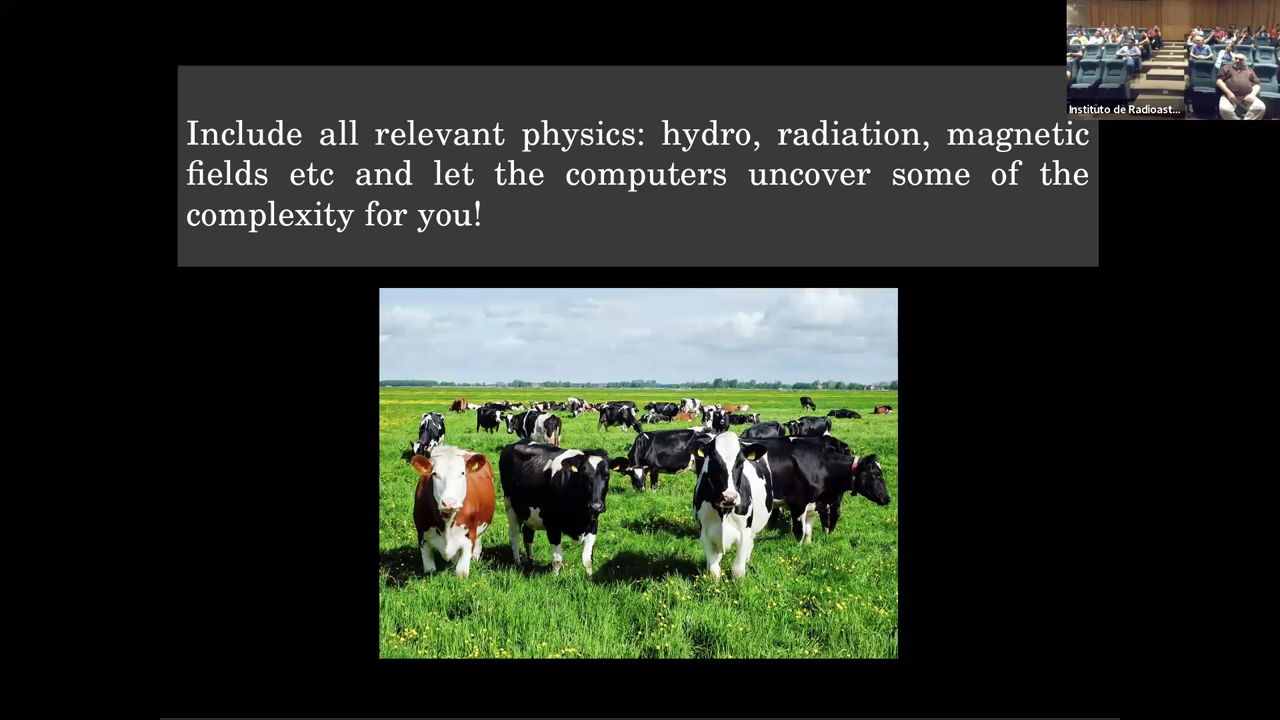 Instituto de Radioast...
Include all relevant physics: hydro, radiation, magnetic
fields etc and let the computers uncover some of the
complexity for you!